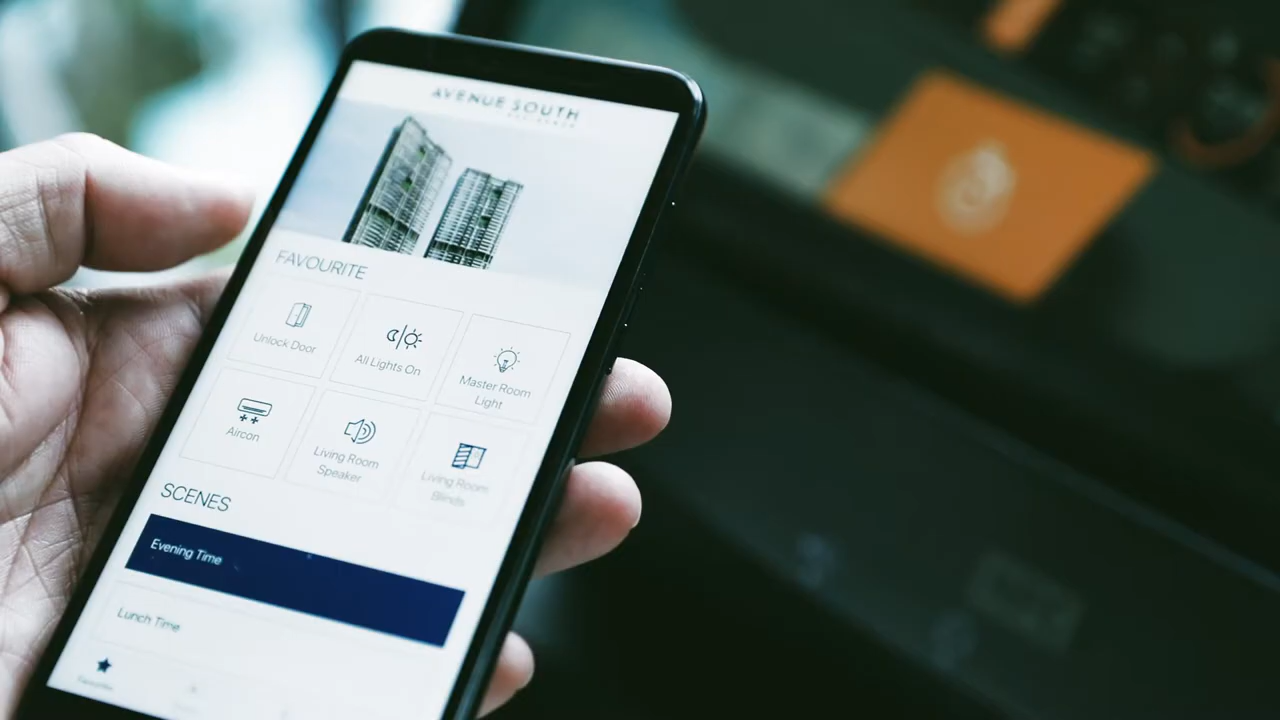 AVENUE SOUTH
RESIDENCE
FAVOURITE
Unlock Door
All Lights On
Master Room
Light
Aircon
Living Room
Speaker
Living Room
Blinds
SCENES
Evening Time
Lunch Time